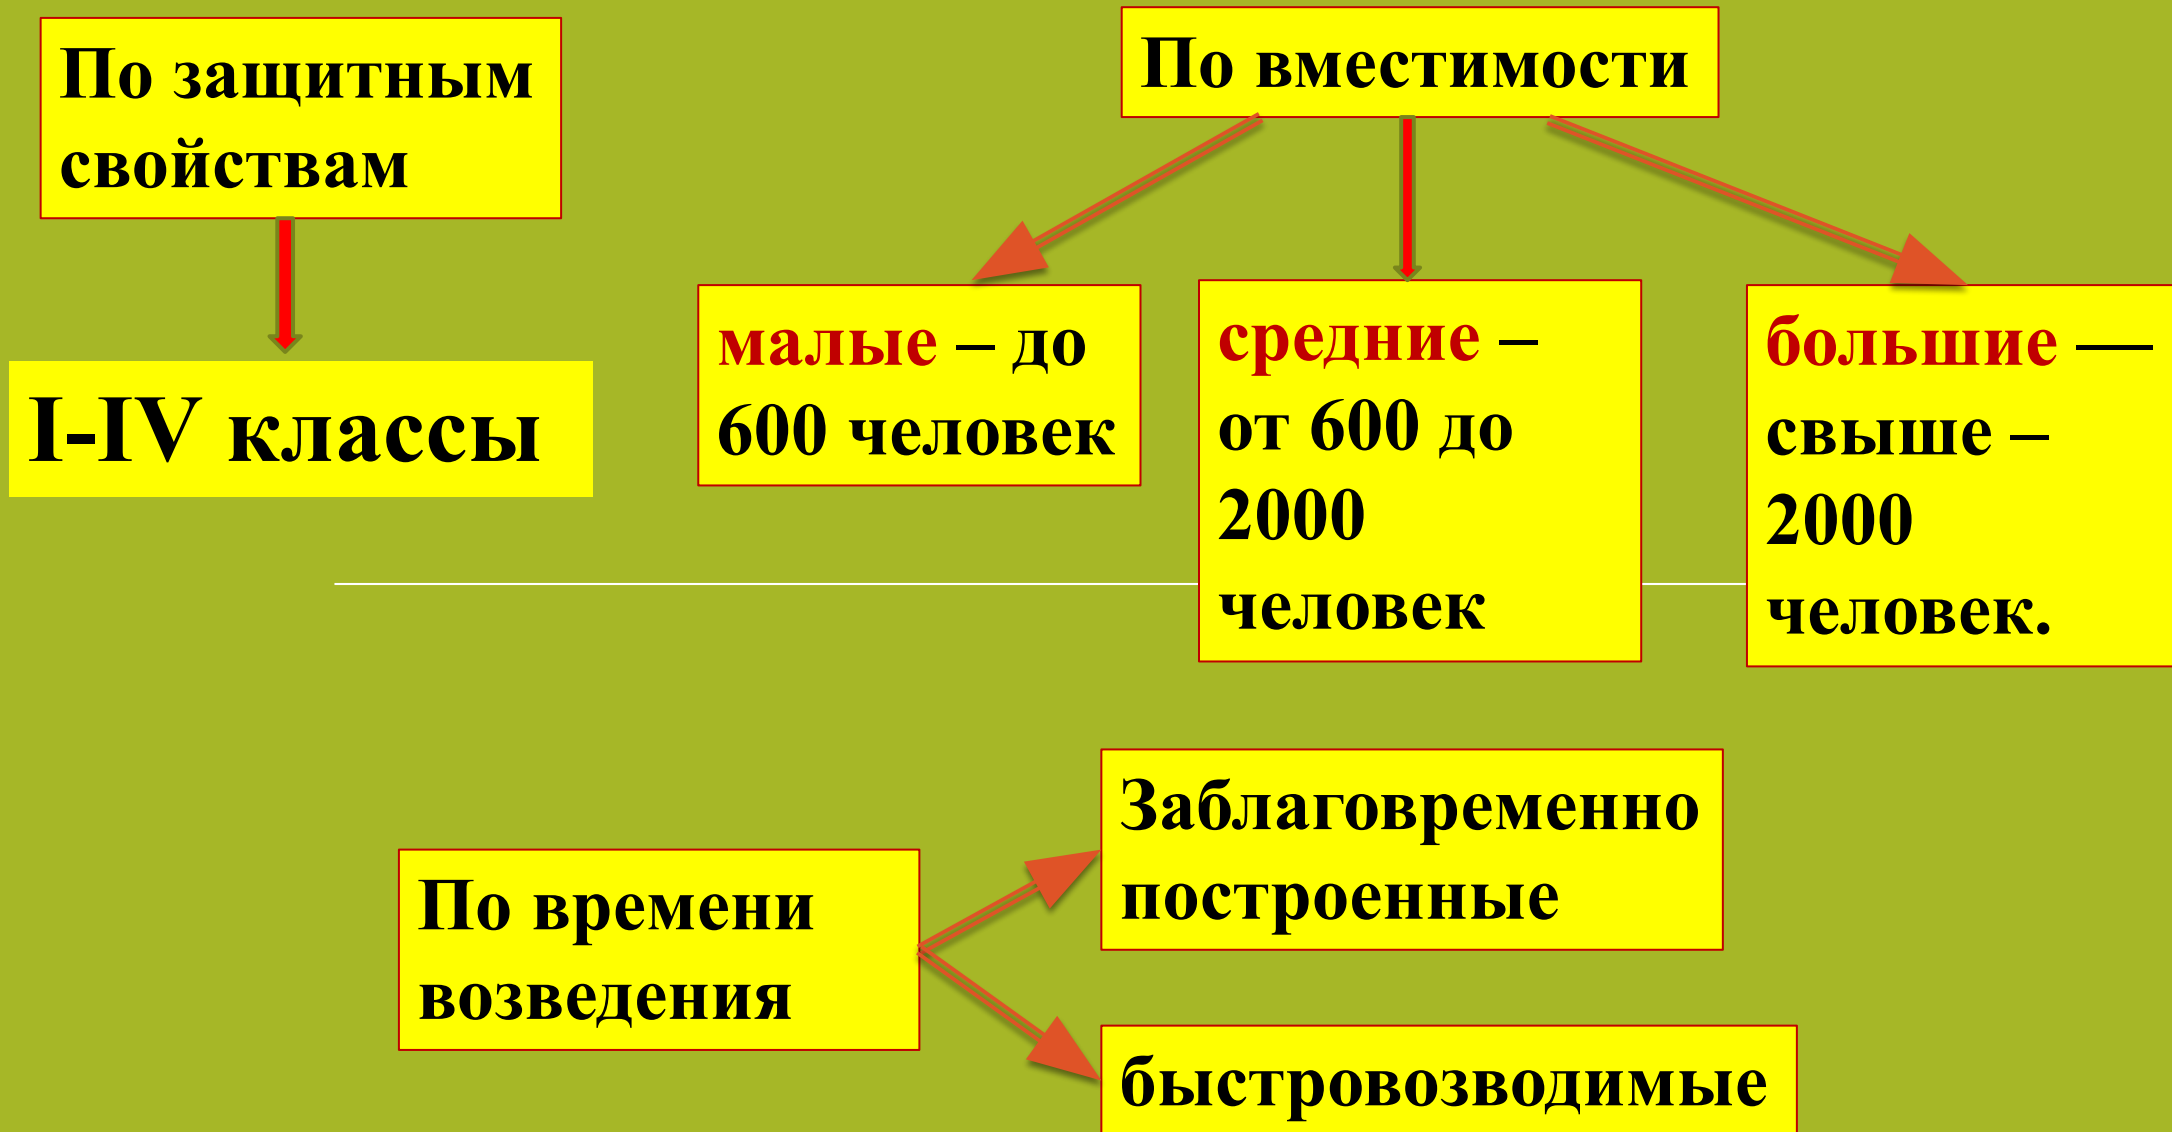 По защитным
свойствам
I-IV классы
По вместимости
малые – до
600 человек
средние –
от 600 до
2000
человек
большие —
свыше –
2000
человек.
По времени
возведения
Заблаговременно
построенные
быстровозводимые